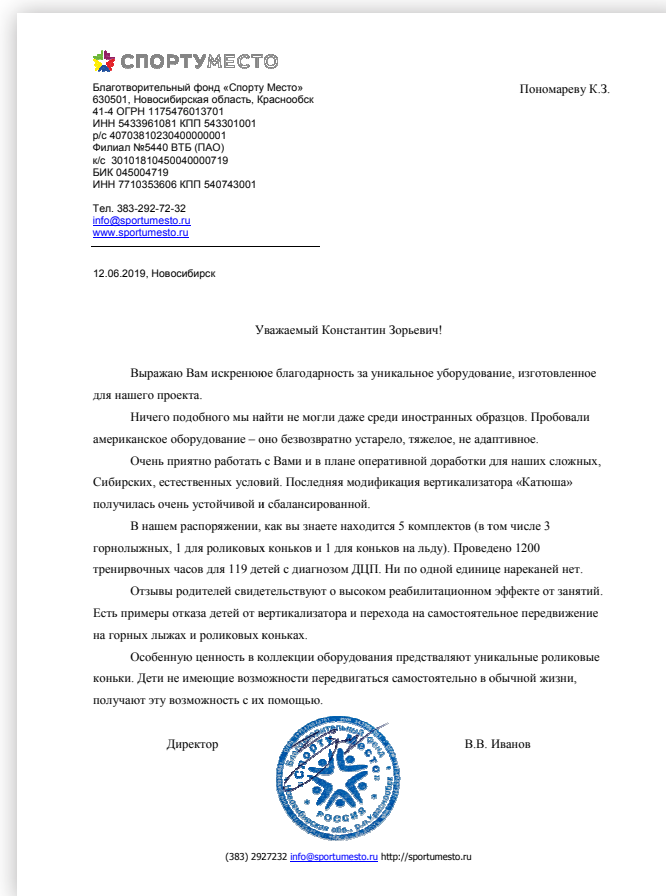 СПОРТУМЕСТО
Благотворительный фонд «Спорту Место»
630501, Новосибирская область, Краснообск
41-4 ОГРН 1175476013701
ИНН 5433961081 КПП 543301001
р/с 40703810230400000001
Филиал №5440 ВТБ (ПАО)
к/с 30101810450040000719
БИК 045004719
ИНН 7710353606 КПП 540743001
Тел. 383-292-72-32
info@sportumesto.ru
www.sportumesto.ru
Пономареву К.З.
12.06.2019, Новосибирск
Уважаемый Константин Зорьевич!
Выражаю Вам искренюое благодарность за уникальное уборудование, изготовленное
для нашего проекта.
Ничего подобного мы найти не могли даже среди иностранных образцов. Пробовали
американское оборудование – оно безвозвратно устарело, тяжелое, не адаптивное.
Очень приятно работать с Вами и в плане оперативной доработки для наших сложных,
Сибирских, естественных условий. Последняя модификация вертикализатора «Катюша»
получилась очень устойчивой и сбалансированной.
В нашем распоряжении, как вы знаете находится 5 комплектов (в том числе 3
горнолыжных, 1 для роликовых коньков и 1 для коньков на льду). Проведено 1200
тренирвочных часов для 119 детей с диагнозом ДЦП. Ни по одной единице нареканей нет.
Отзывы родителей свидетельствуют о высоком реабилитационном эффекте от занятий.
Есть примеры отказа детей от вертикализатора и перехода на самостоятельное передвижение
на горных лыжах и роликовых коньках.
Особенную ценность в коллекции оборудования предстваляют уникальные роликовые
коньки. Дети не имеющие возможности передвигаться самостоятельно в обычной жизни,
получают эту возможность с их помощью.
Директор
В.В. Иванов
Благотворительный фонд
"Спорту Место"
РОССИЯ
(383) 2927232 info@sportumesto.ru http://sportumesto.ru